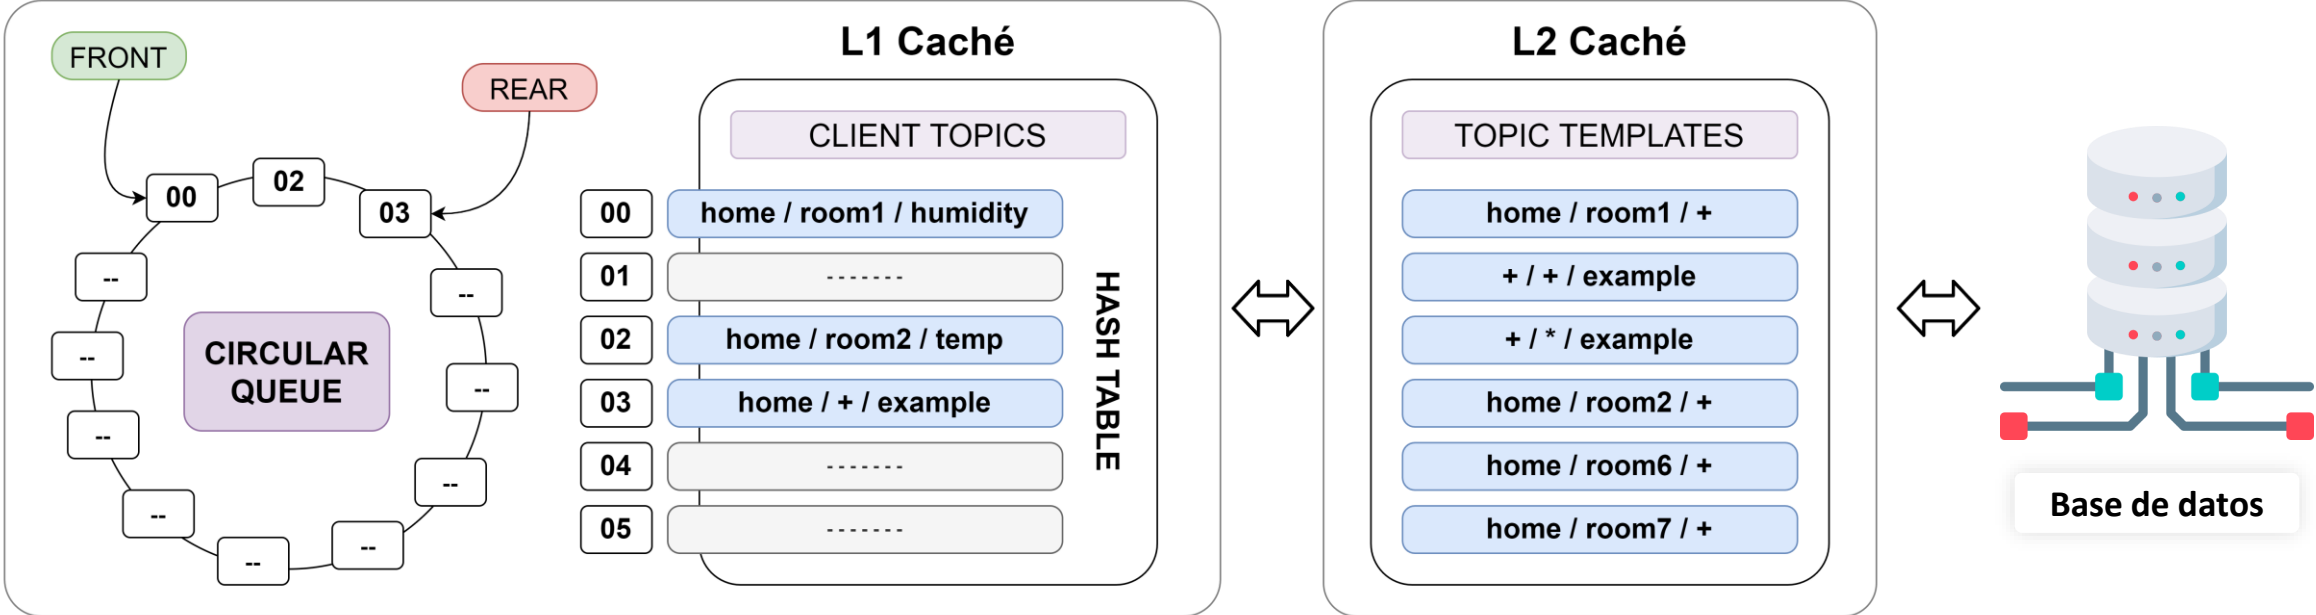 L1 Caché
FRONT
REAR
CLIENT TOPICS
00
02
03
--
--
--
--
--
--
--
--
--
--
CIRCULAR
QUEUE
00
home / room1 / humidity
01
-------
02
home / room2 / temp
03
home / + / example
04
-------
05
-------
HASH TABLE
L2 Caché
TOPIC TEMPLATES
home / room1 / +
+ / + / example
+ / * / example
home / room2 / +
home / room6 / +
home / room7 / +
Base de datos